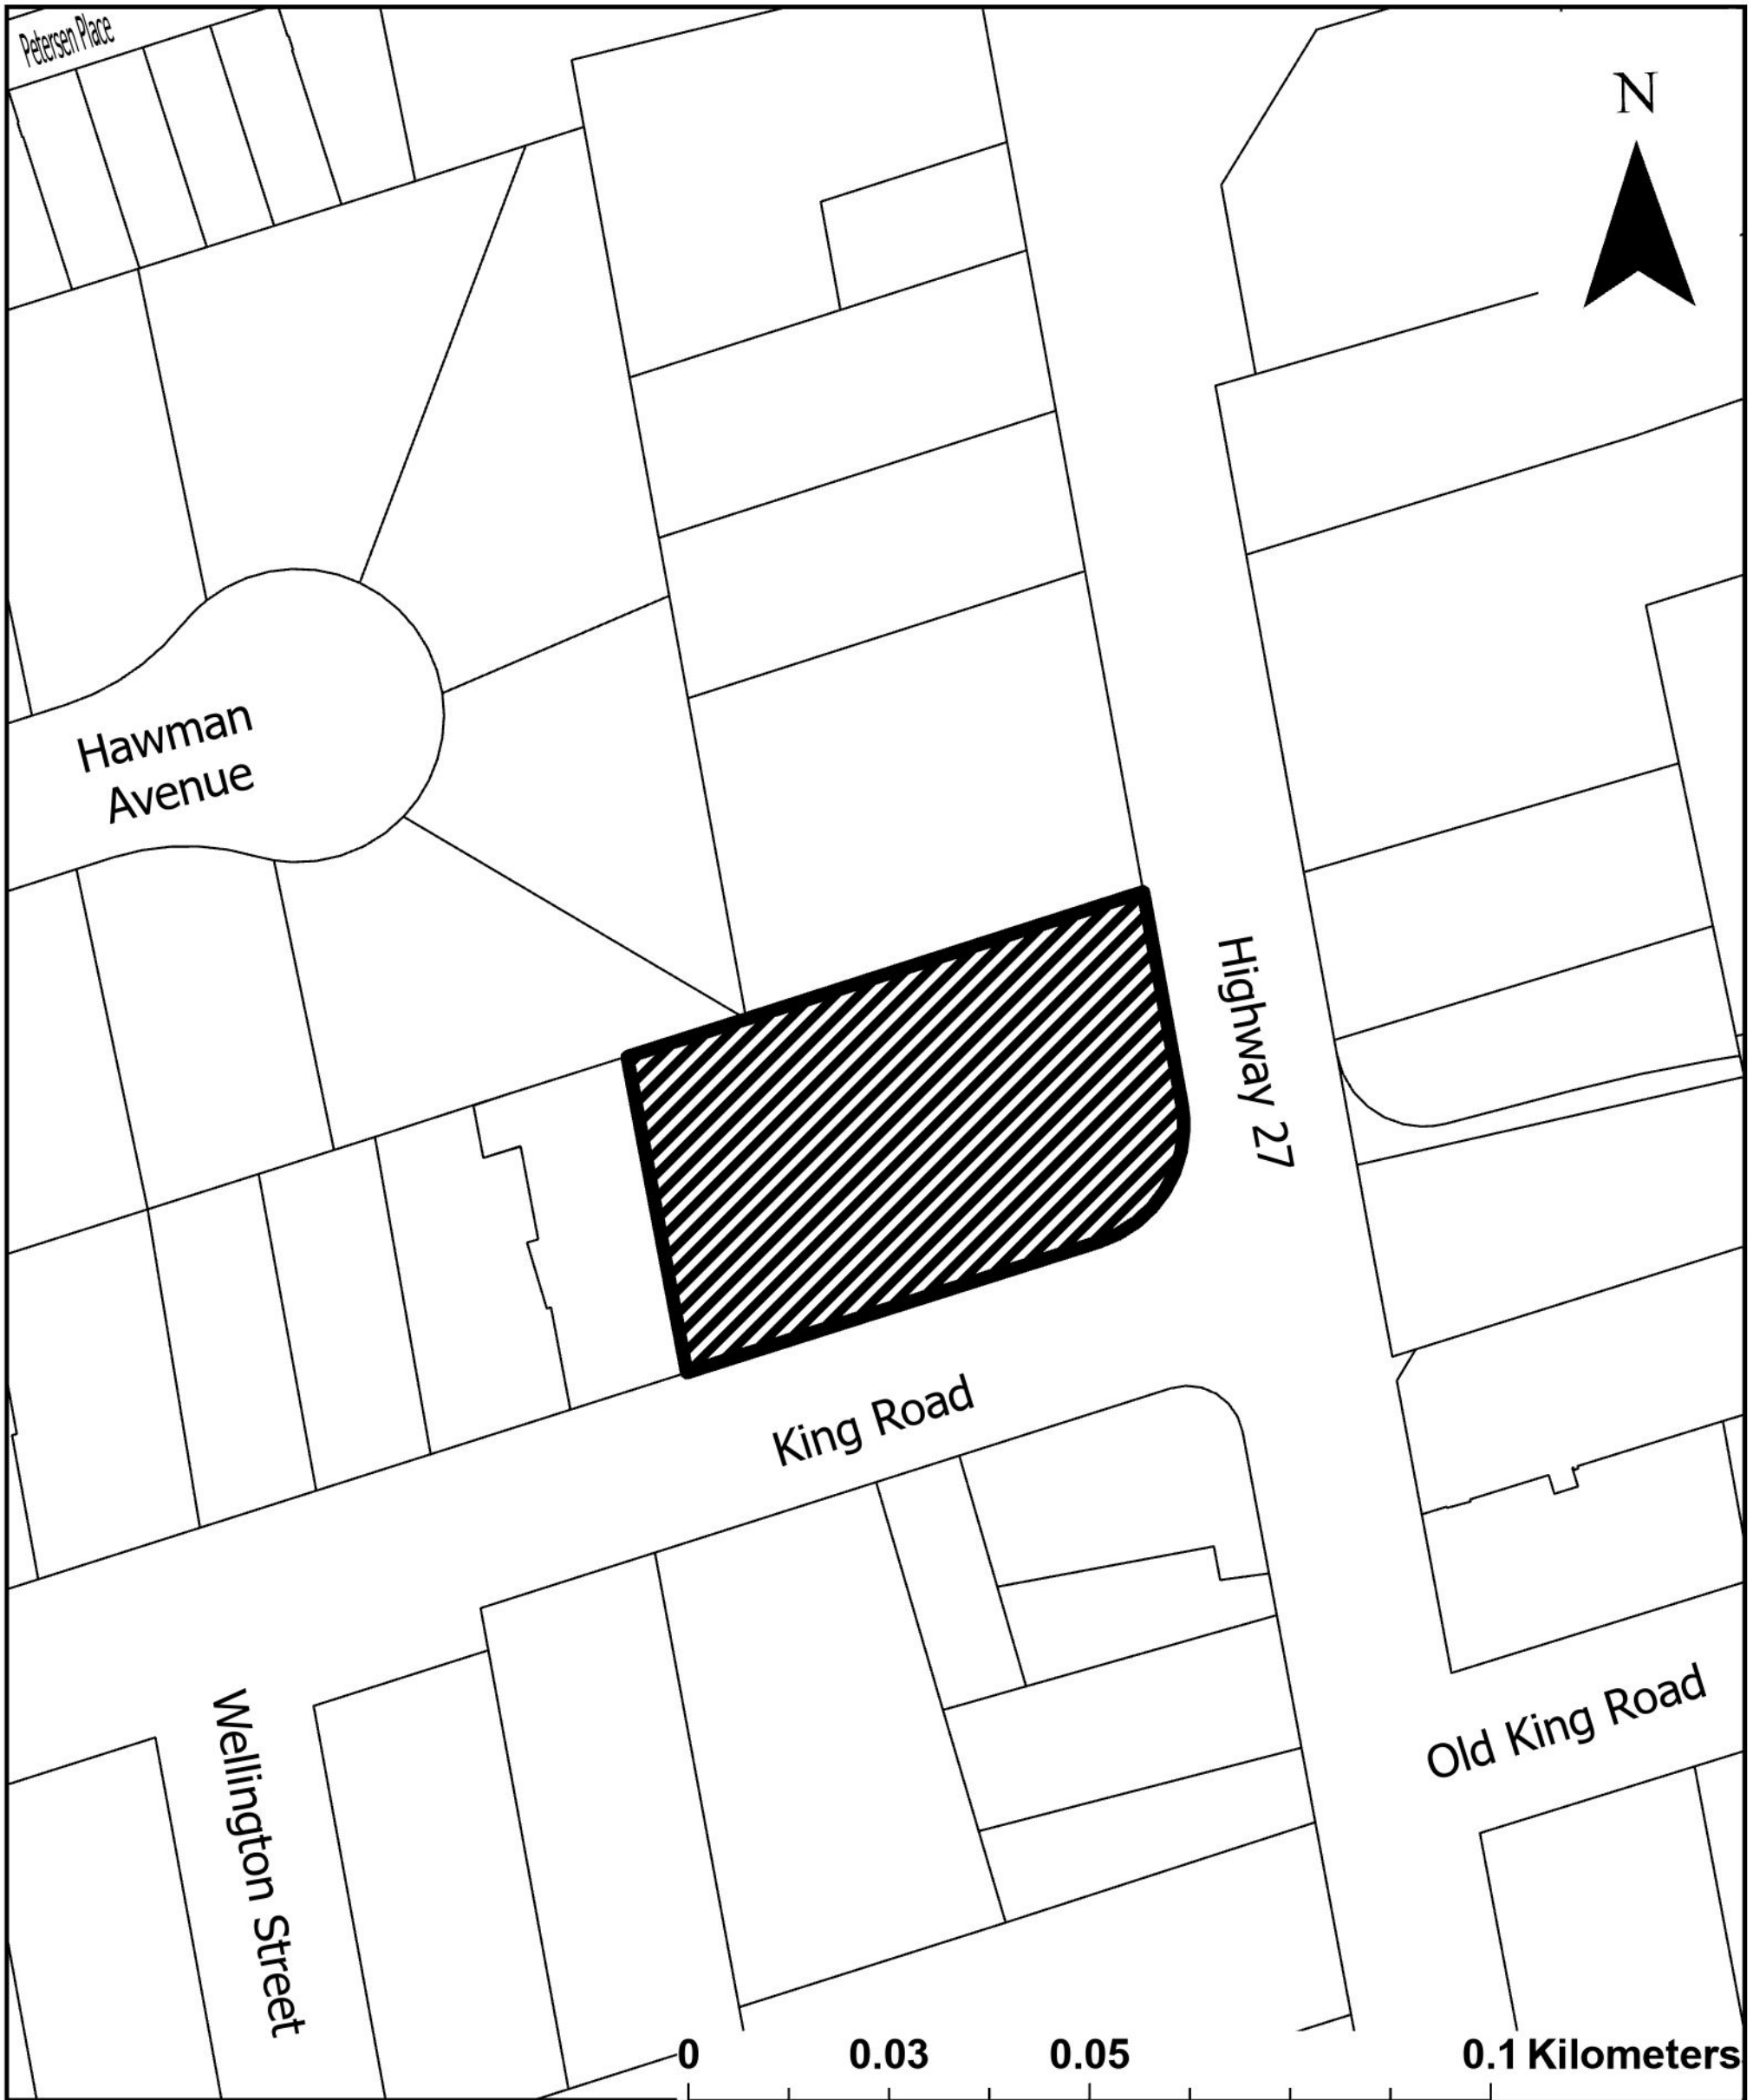 Petersen Place
N
Hawman
Avenue
Highway 27
King Road
Old King Road
Wellington Street
0 0.03 0.05 0.1 Kilometers